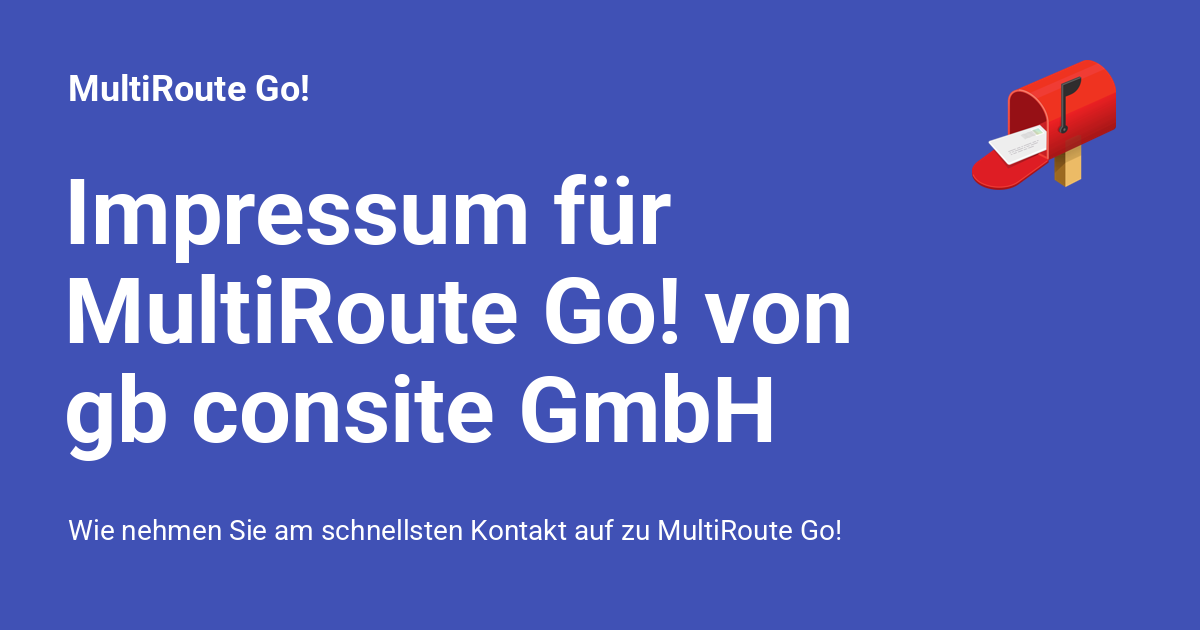 MultiRoute Go!
Impressum für
MultiRoute Go! von
gb consite GmbH
Wie nehmen Sie am schnellsten Kontakt auf zu MultiRoute Go!